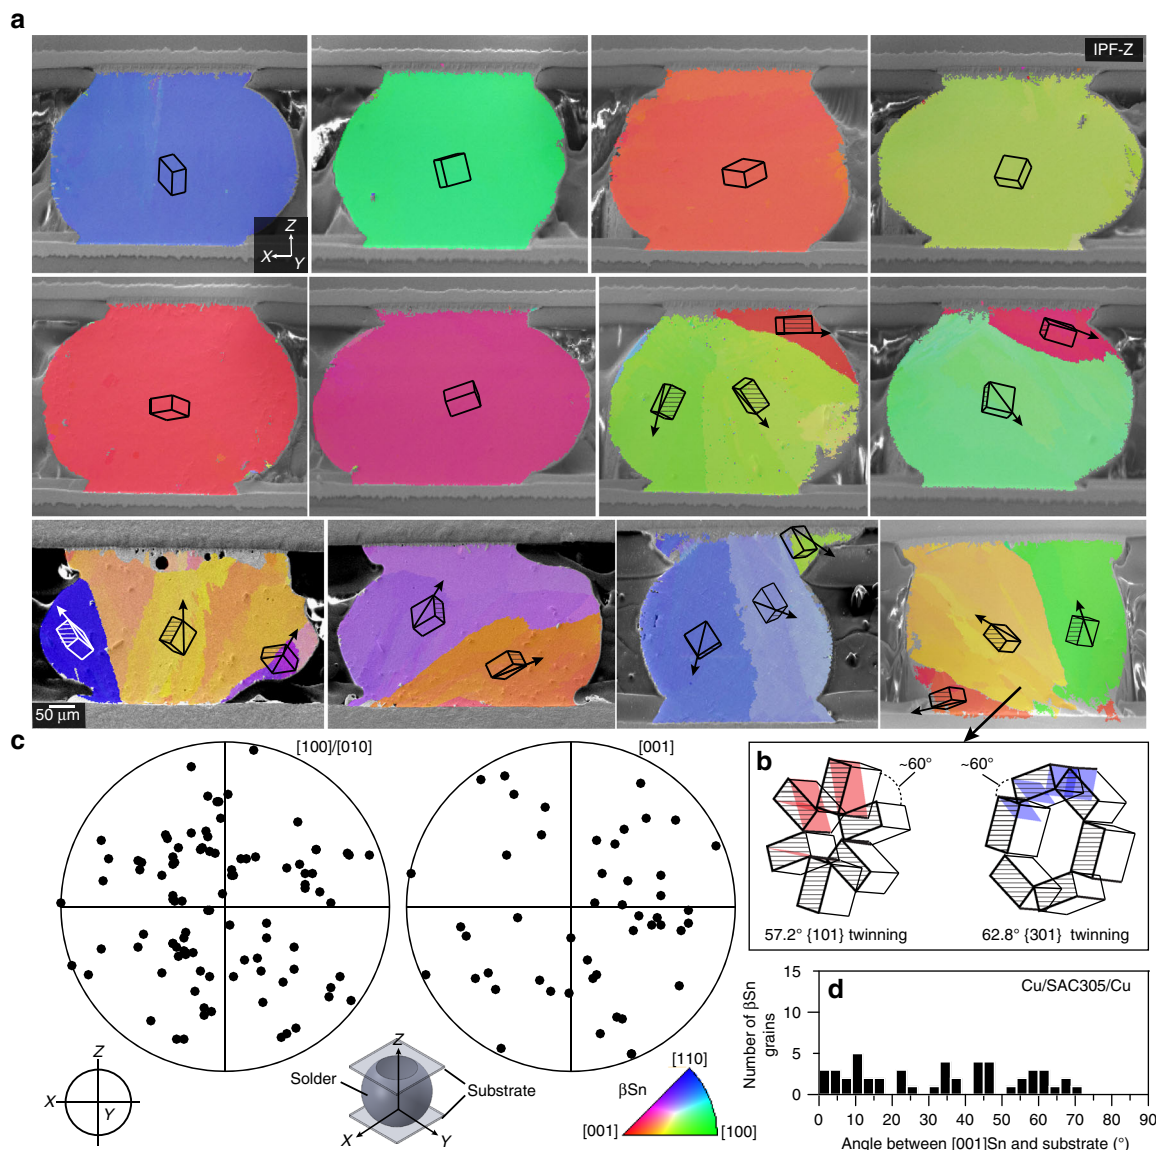 a
IPF-Z
Z
X
Y
50 µm
c
[100]/[010]
[001]
b
~60°
~60°
57.2° {101} twinning
62.8° {301} twinning
d
Cu/SAC305/Cu
Number of βSn
grains
15
10
5
0
0
10
20
30
40
50
60
70
80
90
Angle between [001]Sn and substrate (°)
Z
X
Y
Z
Solder
Substrate
X
Y
βSn
[110]
[001]
[100]